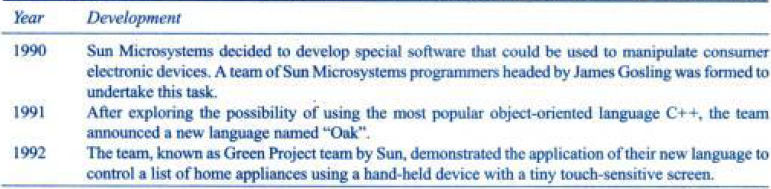 Year Development
1990 Sun Microsystems decided to develop special software that could be used to manipulate consumer
electronic devices. A team of Sun Microsystems programmers headed by James Gosling was formed to
undertake this task.
1991 After exploring the possibility of using the most popular object-oriented language C++, the team
announced a new language named “Oak”.
1992 The team, known as Green Project team by Sun, demonstrated the application of their new language to
control a list of home appliances using a hand-held device with a tiny touch-sensitive screen.